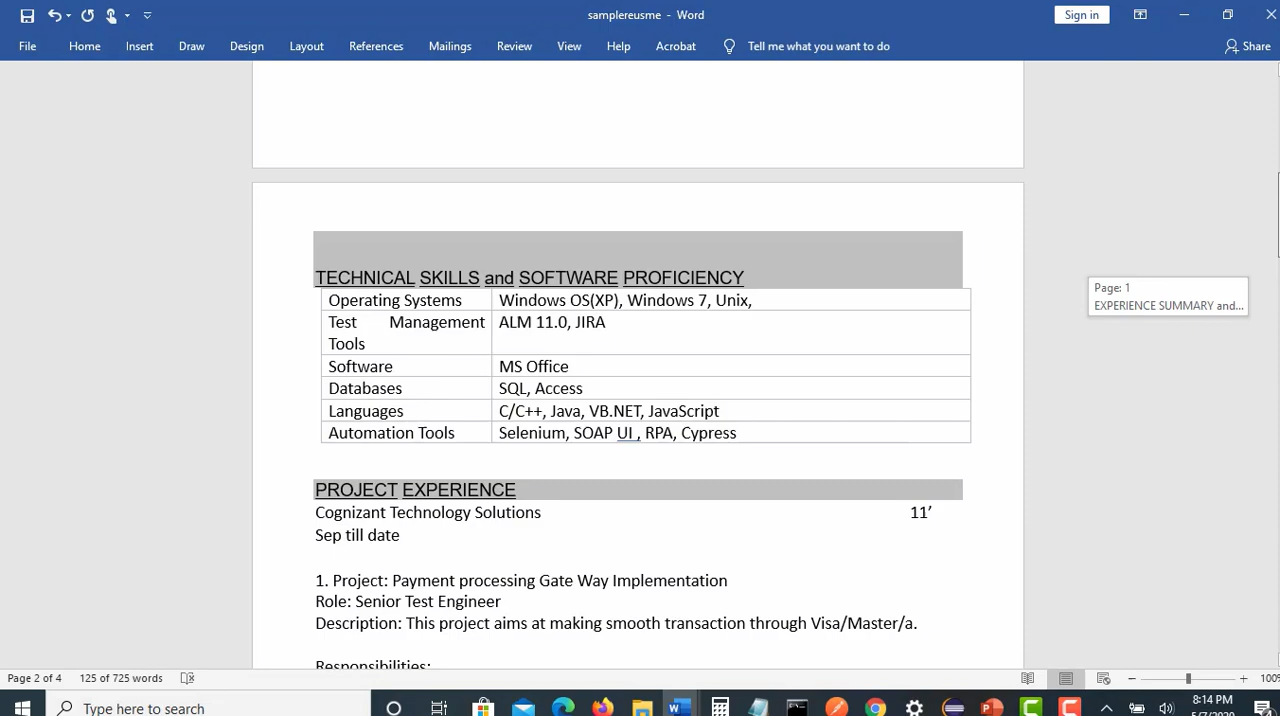 samplereusme - Word
Sign in
File Home Insert Draw Design Layout References Mailings Review View Help Acrobat Tell me what you want to do Share
TECHNICAL SKILLS and SOFTWARE PROFICIENCY
Operating Systems Windows OS(XP), Windows 7, Unix,
Test Management Tools ALM 11.0, JIRA
Software MS Office
Databases SQL, Access
Languages C/C++, Java, VB.NET, JavaScript
Automation Tools Selenium, SOAP UI , RPA, Cypress
Page: 1
EXPERIENCE SUMMARY and...
PROJECT EXPERIENCE
Cognizant Technology Solutions 11’
Sep till date
1. Project: Payment processing Gate Way Implementation
Role: Senior Test Engineer
Description: This project aims at making smooth transaction through Visa/Master/a.
Responsibilities:
Page 2 of 4 125 of 725 words 100%
Type here to search 8:14 PM
5/7/2020